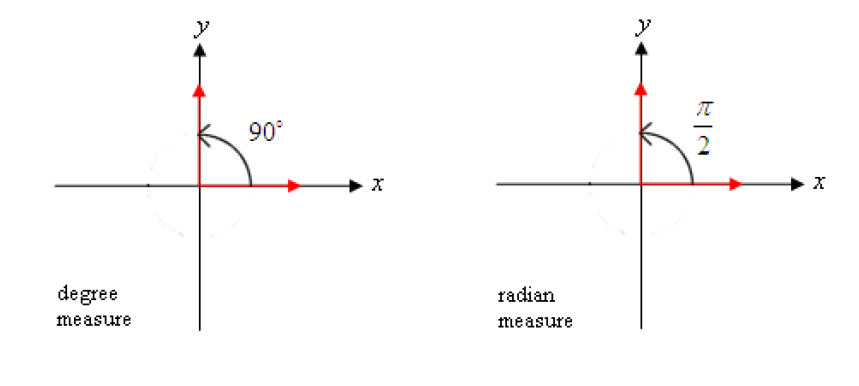 y
90°
x
degree
measure
y
π
2
x
radian
measure